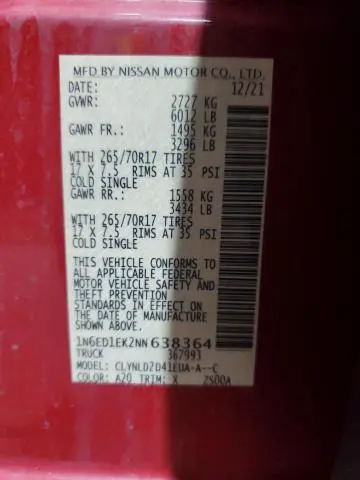 MFD BY NISSAN MOTOR CO., LTD.
DATE: 12/21
GVWR: 2727 KG
6012 LB
GAWR FR.: 1495 KG
3296 LB
WITH 265/70R17 TIRES
17 X 7.5 RIMS AT 35 PSI
COLD SINGLE
GAWR RR.: 1558 KG
3434 LB
WITH 265/70R17 TIRES
17 X 7.5 RIMS AT 35 PSI
COLD SINGLE
THIS VEHICLE CONFORMS TO
ALL APPLICABLE FEDERAL
MOTOR VEHICLE SAFETY AND
THEFT PREVENTION
STANDARDS IN EFFECT ON
THE DATE OF MANUFACTURE
SHOWN ABOVE.
1N6ED1EK2NN638364
TRUCK 367993
MODEL: CLYNLDZD41EUA-A--C
COLOR: A20 TRIM: X 2S00A